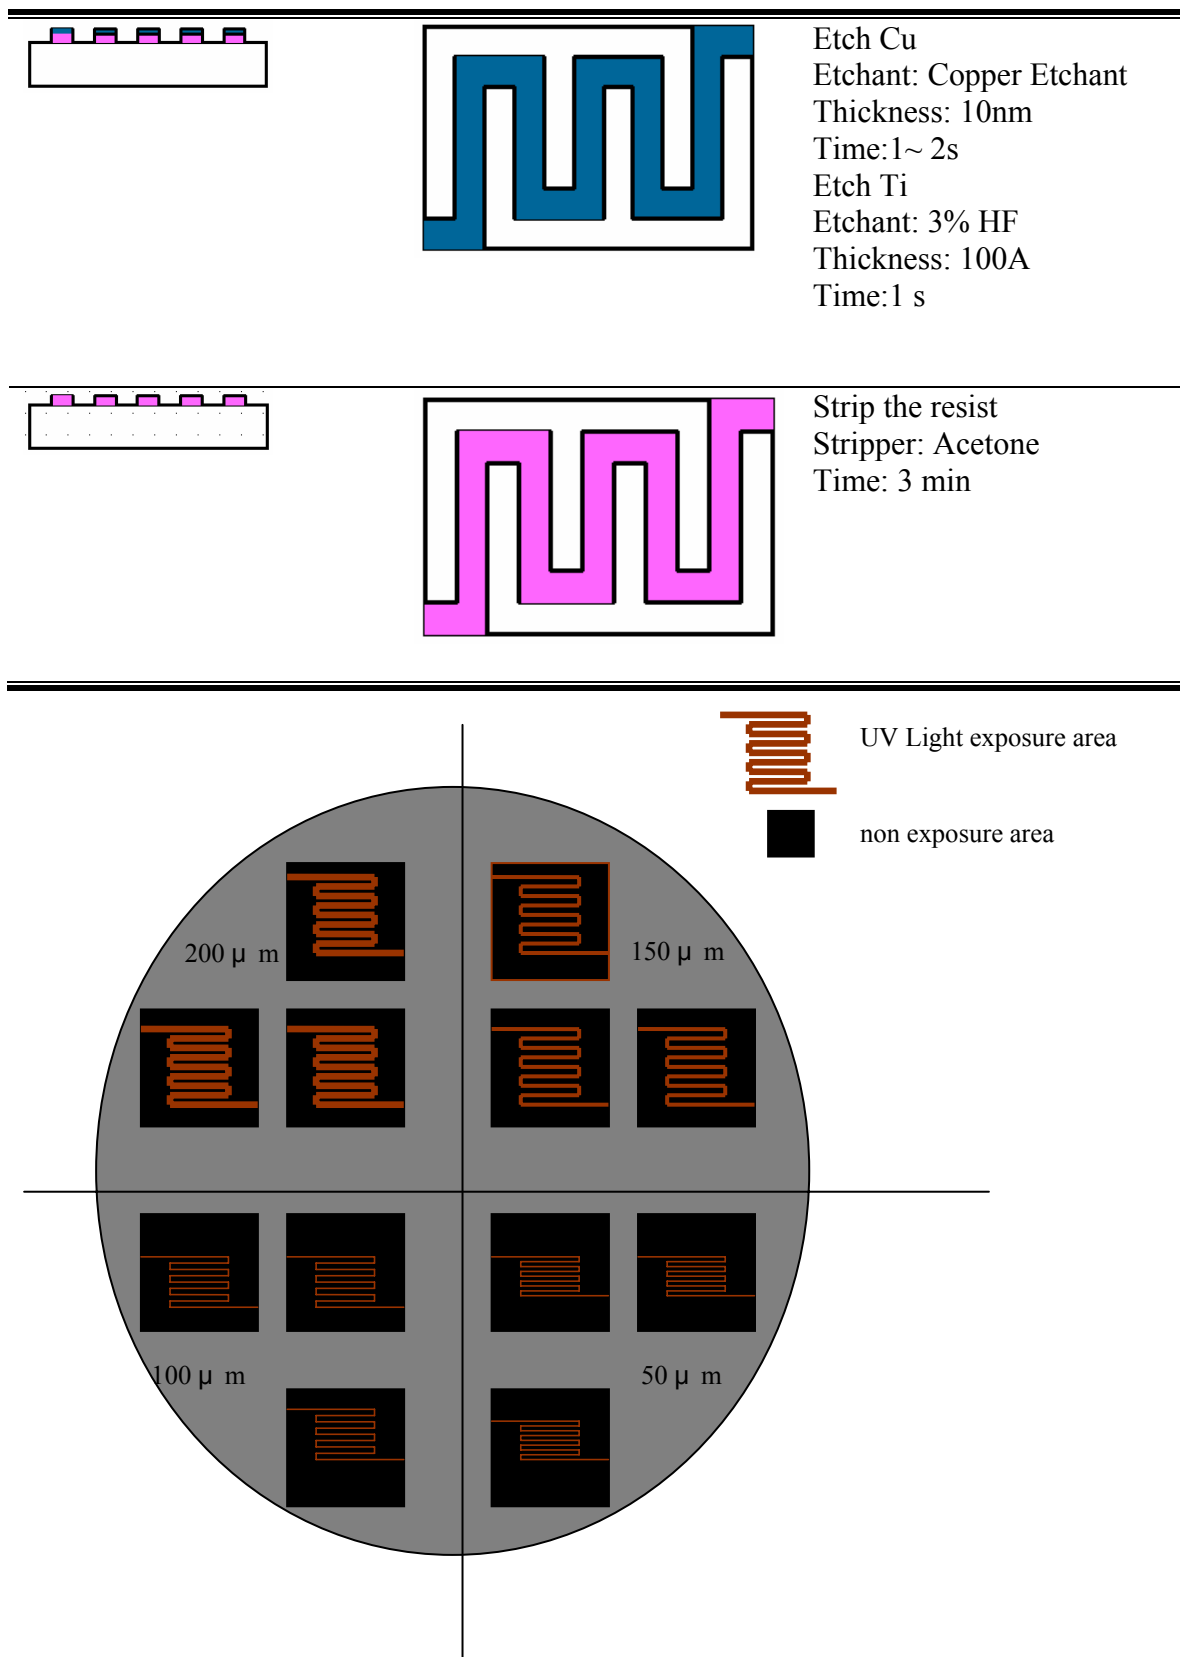 Etch Cu
Etchant: Copper Etchant
Thickness: 10nm
Time:1~ 2s
Etch Ti
Etchant: 3% HF
Thickness: 100A
Time:1 s
Strip the resist
Stripper: Acetone
Time: 3 min
UV Light exposure area
non exposure area
200 μ m
150 μ m
100 μ m
50 μ m